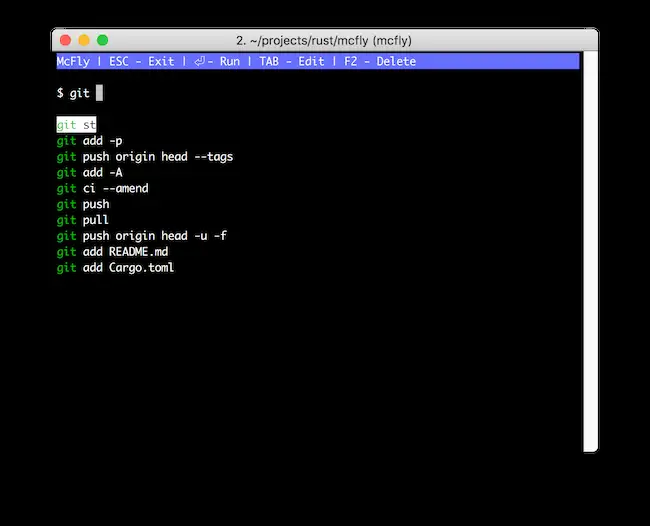 2. ~/projects/rust/mcfly (mcfly)
McFly | ESC - Exit | ⏎ - Run | TAB - Edit | F2 - Delete
$ git
git st
git add -p
git push origin head --tags
git add -A
git ci --amend
git push
git pull
git push origin head -u -f
git add README.md
git add Cargo.toml